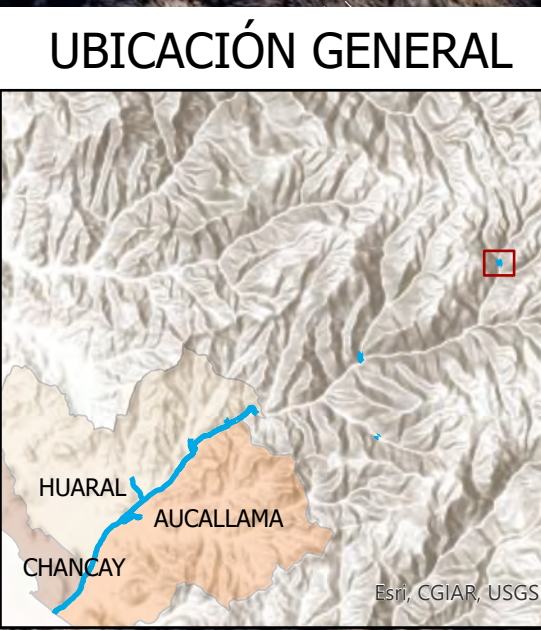 UBICACIÓN GENERAL
HUARAL
AUCALLAMA
CHANCAY
Esri, CGIAR, USGS